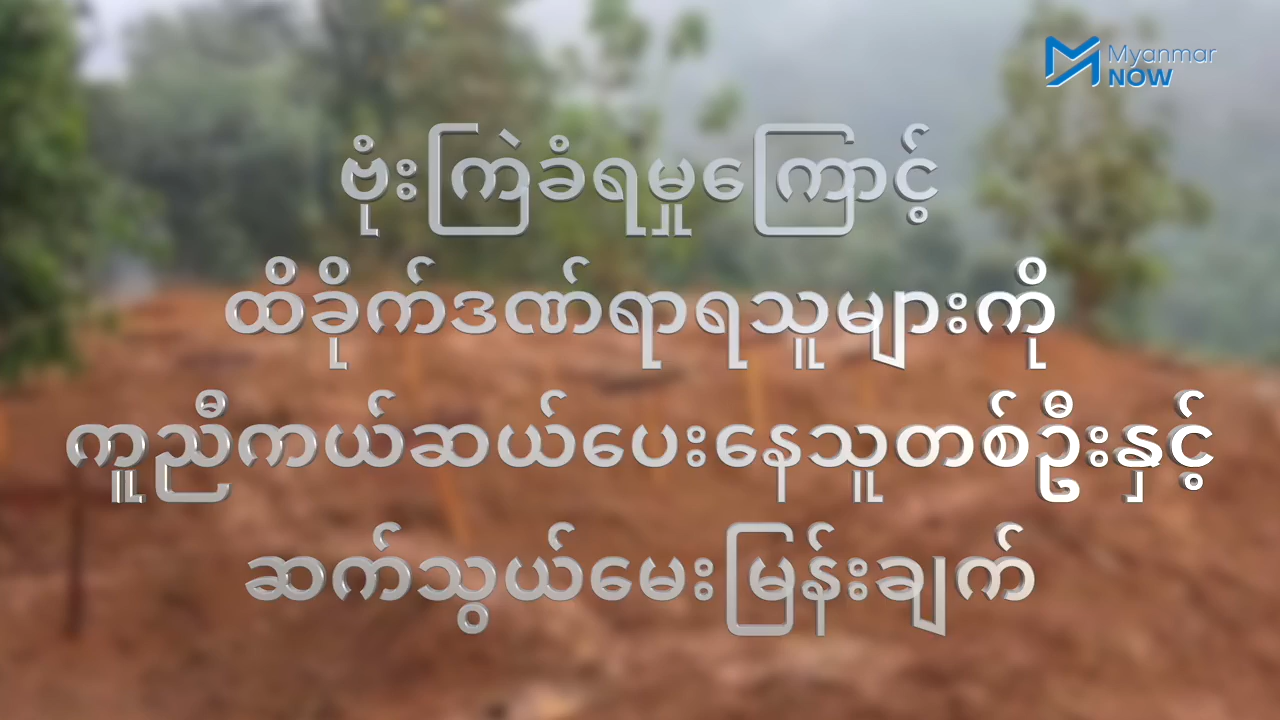 Myanmar
NOW
ဗုံးကြဲခံရမှုကြောင့်
ထိခိုက်ဒဏ်ရာရသူများကို
ကူညီကယ်ဆယ်ပေးနေသူတစ်ဦးနှင့်
ဆက်သွယ်မေးမြန်းချက်